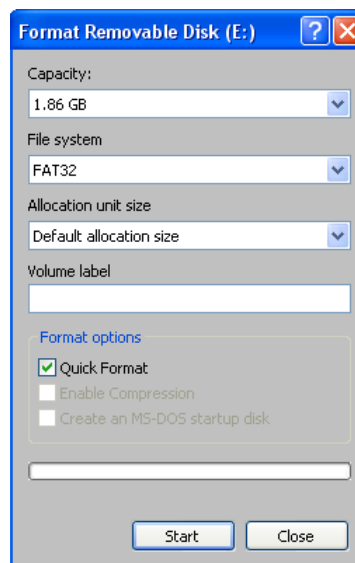 Format Removable Disk (E:)
Capacity:
1.86 GB
File system
FAT32
Allocation unit size
Default allocation size
Volume label
Format options
Quick Format
Enable Compression
Create an MS-DOS startup disk
Start Close